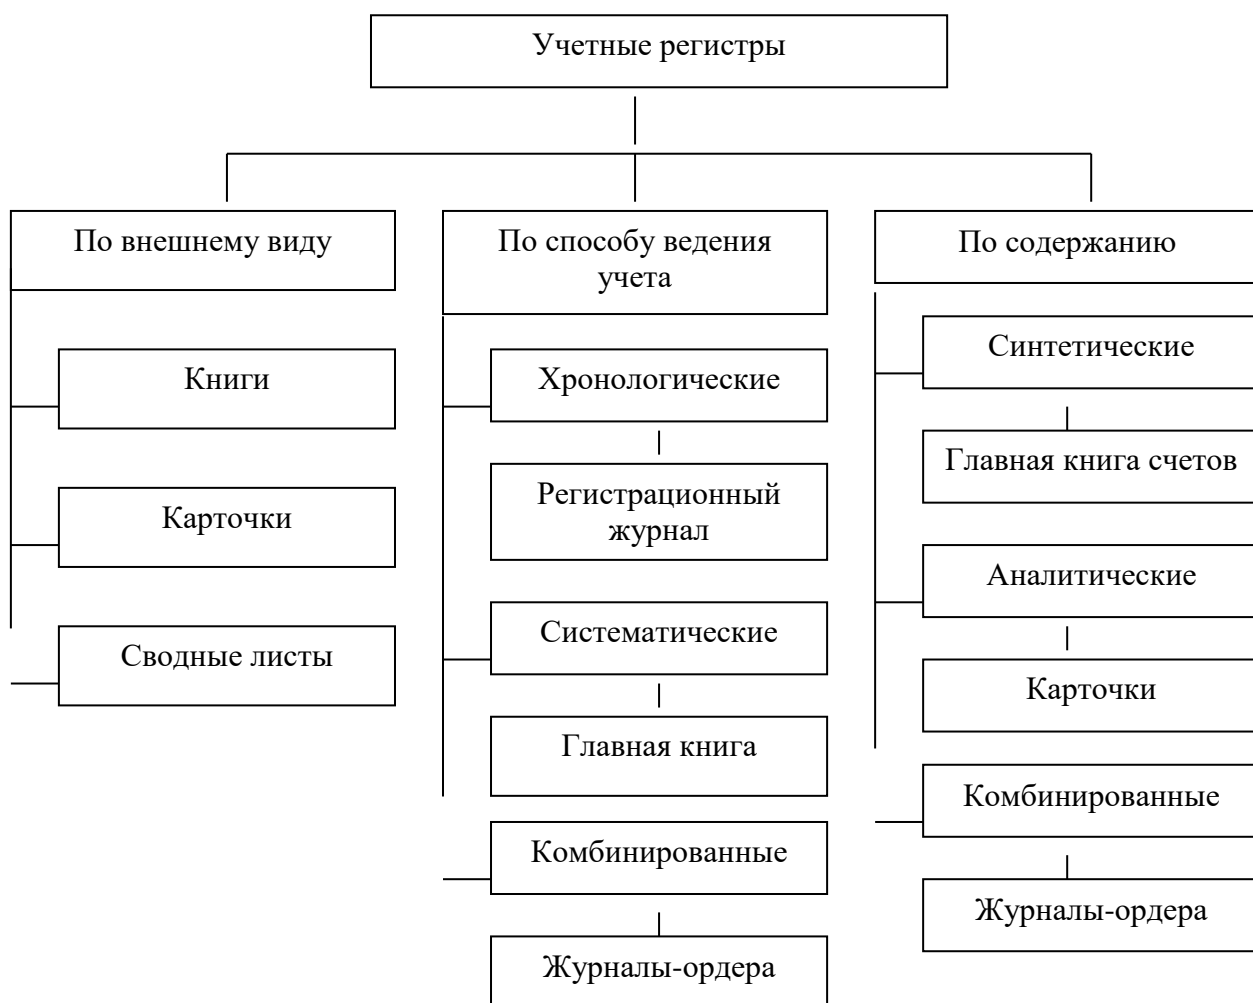 Учетные регистры
По внешнему виду
Книги
Карточки
Сводные листы
По способу ведения
учета
Хронологические
Регистрационный
журнал
Систематические
Главная книга
Комбинированные
Журналы-ордера
По содержанию
Синтетические
Главная книга счетов
Аналитические
Карточки
Комбинированные
Журналы-ордера